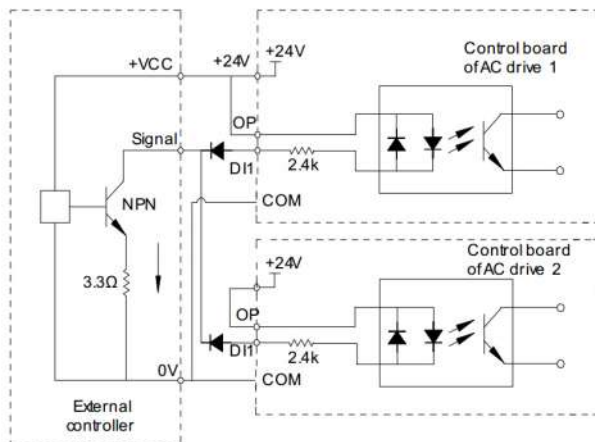 +VCC
+24V
+24V
Control board
of AC drive 1
OP
Signal
DI1
2.4k
NPN
COM
3.3Ω
+24V
Control board
of AC drive 2
OP
DI1
2.4k
0V
COM
External
controller